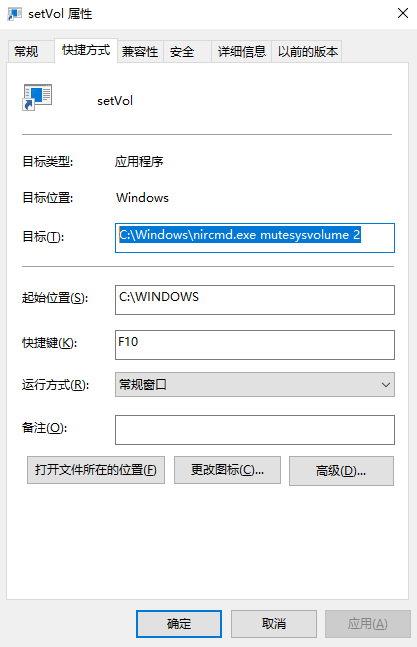 setVol 属性
常规 快捷方式 兼容性 安全 详细信息 以前的版本
setVol
目标类型: 应用程序
目标位置: Windows
目标(T): C:\Windows\nircmd.exe mutesysvolume 2
起始位置(S): C:\WINDOWS
快捷键(K): F10
运行方式(R): 常规窗口
备注(O):
打开文件所在的位置(F) 更改图标(C)... 高级(D)...
确定 取消 应用(A)